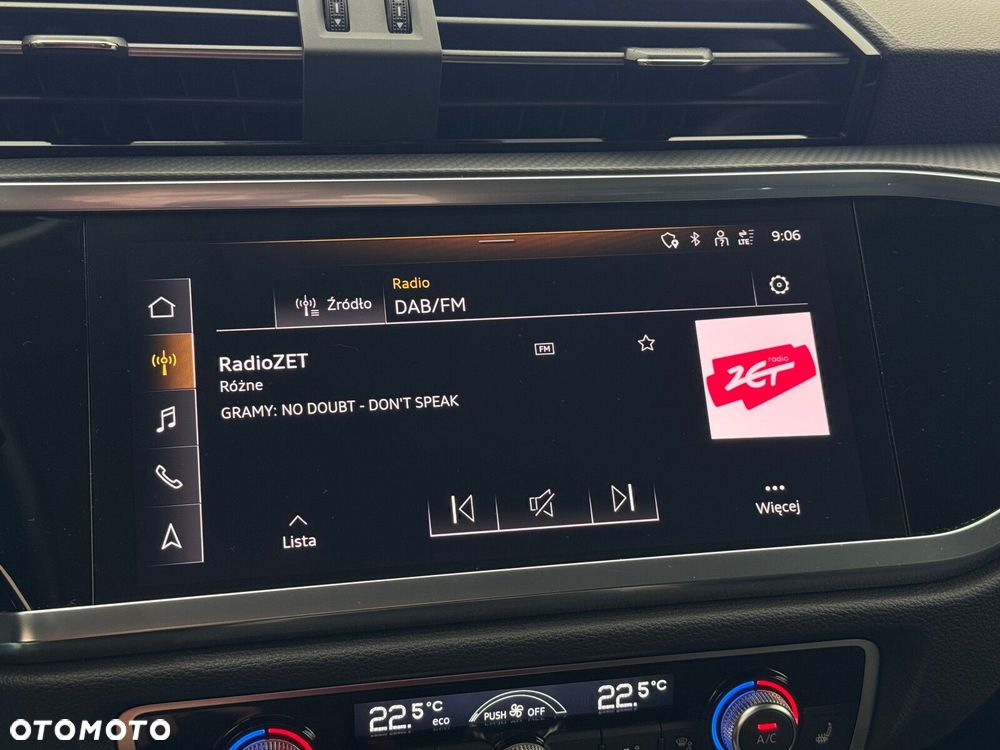 LTE
9:06
Źródło
Radio
DAB/FM
RadioZET
FM
Różne
GRAMY: NO DOUBT - DON'T SPEAK
radio
ZET
Lista
Więcej
22.5°C
eco
PUSH OFF
22.5°C
A/C
OTOMOTO